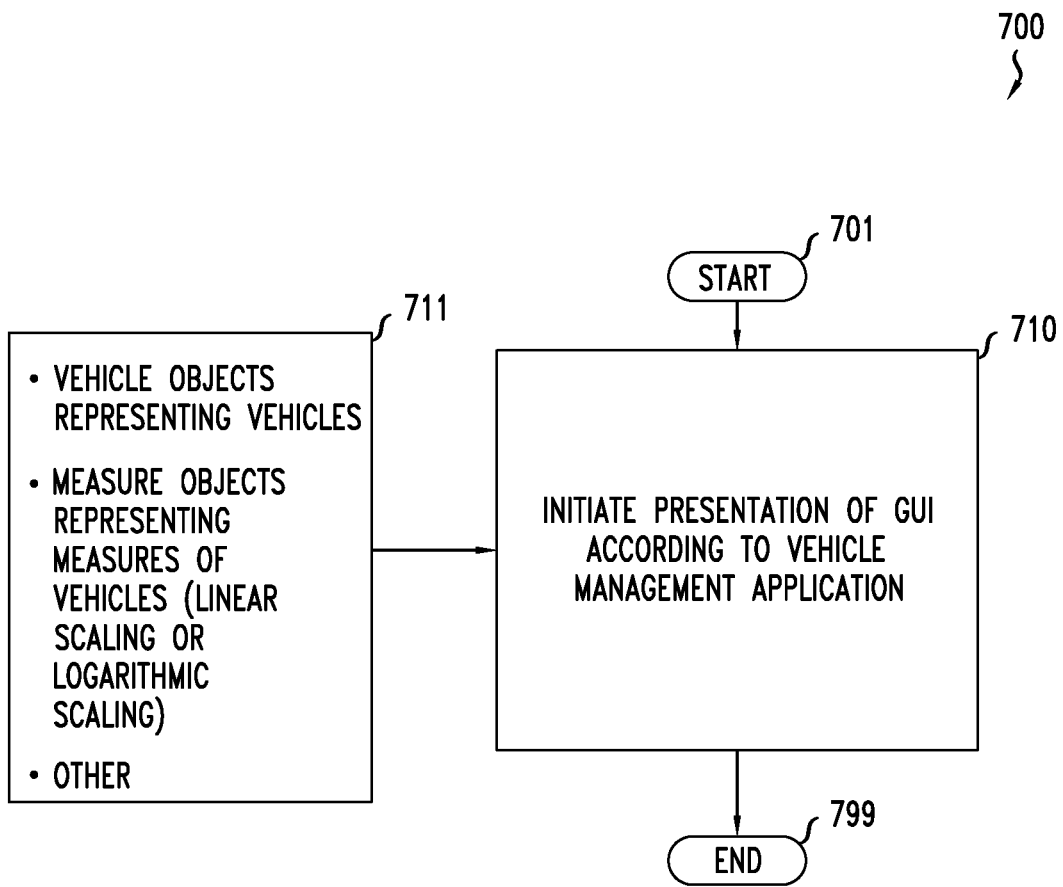 700
701
START
711
710
• VEHICLE OBJECTS
REPRESENTING VEHICLES
• MEASURE OBJECTS
REPRESENTING
MEASURES OF
VEHICLES (LINEAR
SCALING OR
LOGARITHMIC
SCALING)
• OTHER
INITIATE PRESENTATION OF GUI
ACCORDING TO VEHICLE
MANAGEMENT APPLICATION
799
END